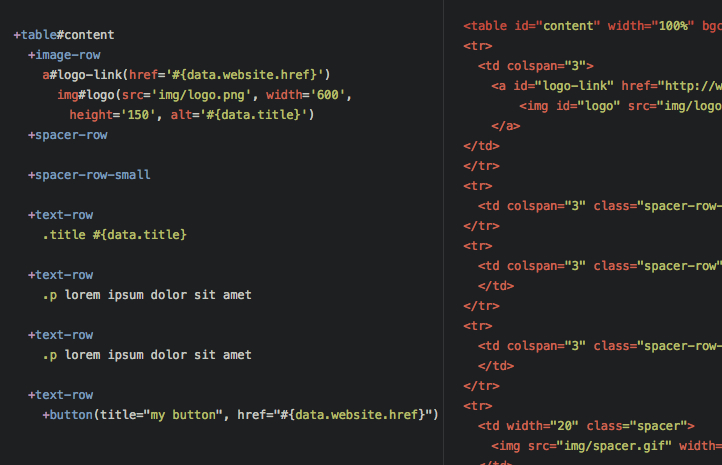 +table#content
+image-row
a#logo-link(href='#{data.website.href}')
img#logo(src='img/logo.png', width='600',
height='150', alt='#{data.title}')
+spacer-row
+spacer-row-small
+text-row
.title #{data.title}
+text-row
.p lorem ipsum dolor sit amet
+text-row
.p lorem ipsum dolor sit amet
+text-row
+button(title="my button", href="#{data.website.href}")
<table id="content" width="100%" bgc
<tr>
<td colspan="3">
<a id="logo-link" href="http://w
<img id="logo" src="img/logo
</a>
</td>
</tr>
<tr>
<td colspan="3" class="spacer-row-
</tr>
<tr>
<td colspan="3" class="spacer-row"
</td>
</tr>
<tr>
<td colspan="3" class="spacer-row-
</td>
</tr>
<tr>
<td width="20" class="spacer">
<img src="img/spacer.gif" width=
</td>